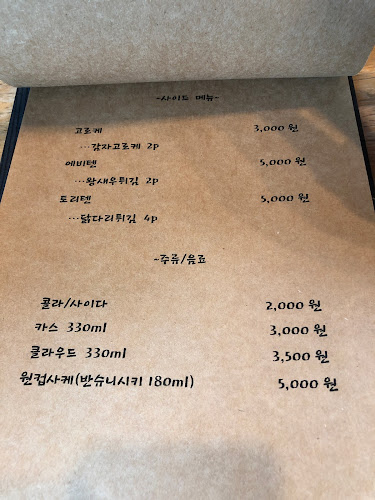 -사이드 메뉴-
고로케 3,000 원
···감자고로케 2p
에비텐 5,000 원
···왕새우튀김 2p
도리텐 5,000 원
···닭다리튀김 4p
~주류/음료
콜라/사이다 2,000 원
카스 330ml 3,000 원
클라우드 330ml 3,500 원
원컵사케(반슈니시키 180ml) 5,000 원